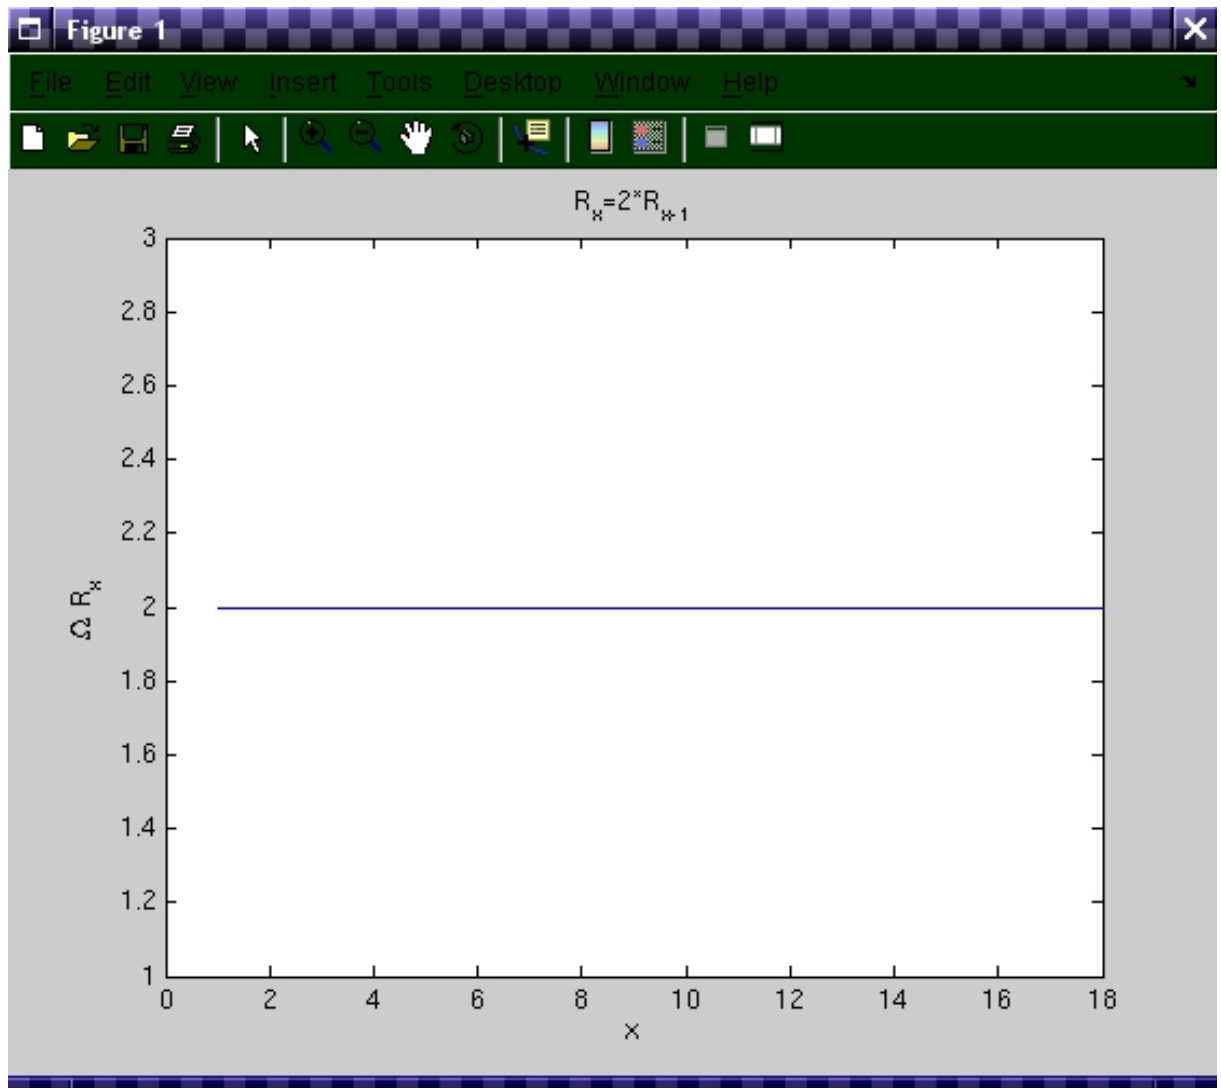 Figure 1
File Edit View Insert Tools Desktop Window Help
R_x=2*R_x-1
3
2.8
2.6
2.4
2.2
Ω R_x
2
1.8
1.6
1.4
1.2
1
0 2 4 6 8 10 12 14 16 18
x